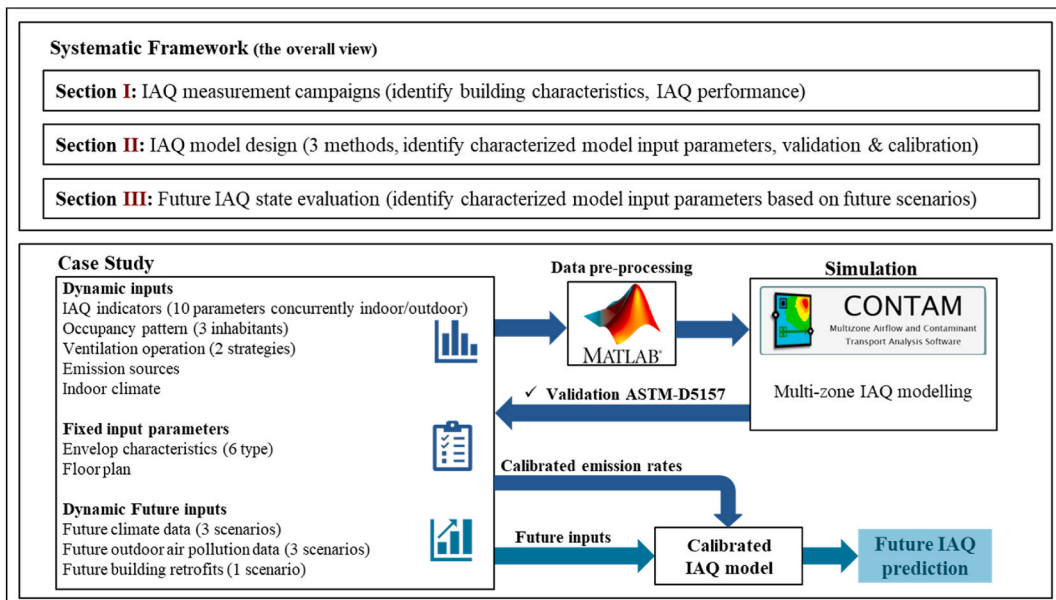 Systematic Framework (the overall view)
Section I: IAQ measurement campaigns (identify building characteristics, IAQ performance)
Section II: IAQ model design (3 methods, identify characterized model input parameters, validation & calibration)
Section III: Future IAQ state evaluation (identify characterized model input parameters based on future scenarios)
Case Study
Dynamic inputs
IAQ indicators (10 parameters concurrently indoor/outdoor)
Occupancy pattern (3 inhabitants)
Ventilation operation (2 strategies)
Emission sources
Indoor climate
Fixed input parameters
Envelop characteristics (6 type)
Floor plan
Dynamic Future inputs
Future climate data (3 scenarios)
Future outdoor air pollution data (3 scenarios)
Future building retrofits (1 scenario)
Data pre-processing
MATLAB®
Simulation
CONTAM
Multizone Airflow and Contaminant
Transport Analysis Software
Multi-zone IAQ modelling
✓ Validation ASTM-D5157
Calibrated emission rates
Future inputs
Calibrated
IAQ model
Future IAQ
prediction